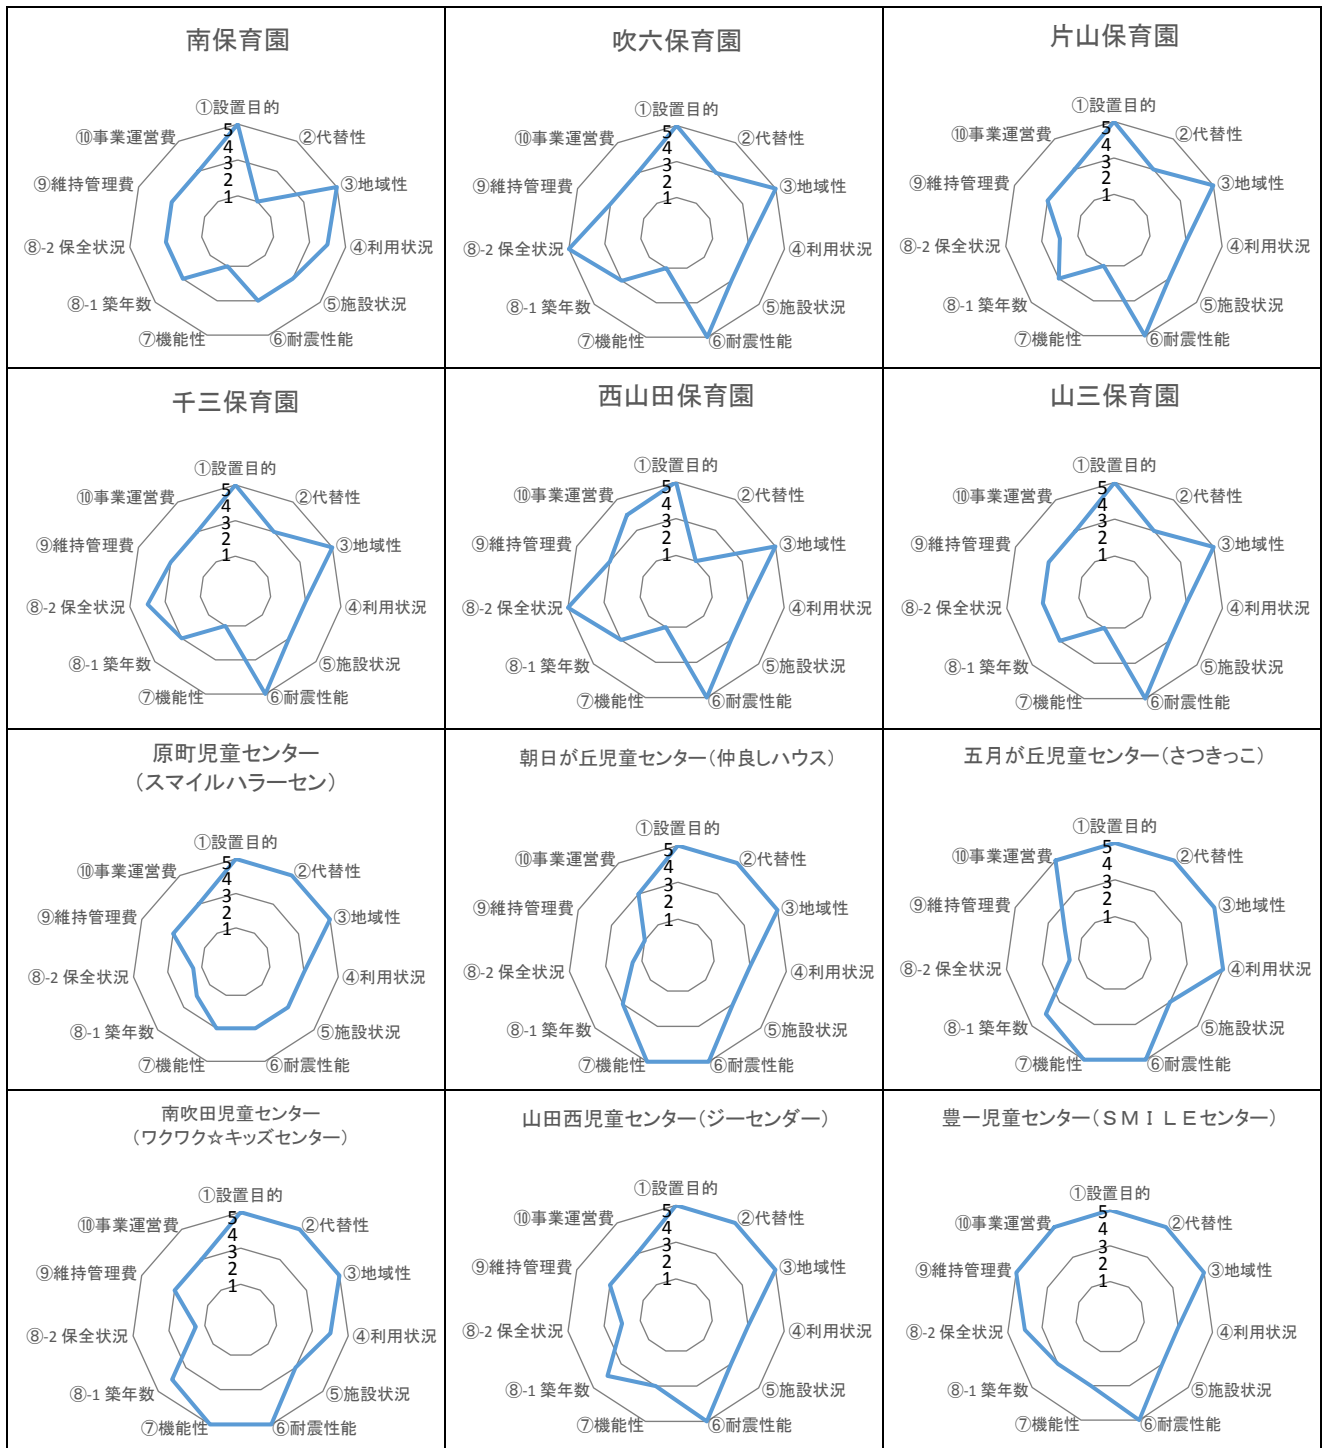 南保育園
①設置目的
②代替性
③地域性
④利用状況
⑤施設状況
⑥耐震性能
⑦機能性
⑧-1 築年数
⑧-2 保全状況
⑨維持管理費
⑩事業運営費
5
4
3
2
1
吹六保育園
①設置目的
②代替性
③地域性
④利用状況
⑤施設状況
⑥耐震性能
⑦機能性
⑧-1 築年数
⑧-2 保全状況
⑨維持管理費
⑩事業運営費
5
4
3
2
1
片山保育園
①設置目的
②代替性
③地域性
④利用状況
⑤施設状況
⑥耐震性能
⑦機能性
⑧-1 築年数
⑧-2 保全状況
⑨維持管理費
⑩事業運営費
5
4
3
2
1
千三保育園
①設置目的
②代替性
③地域性
④利用状況
⑤施設状況
⑥耐震性能
⑦機能性
⑧-1 築年数
⑧-2 保全状況
⑨維持管理費
⑩事業運営費
5
4
3
2
1
西山田保育園
①設置目的
②代替性
③地域性
④利用状況
⑤施設状況
⑥耐震性能
⑦機能性
⑧-1 築年数
⑧-2 保全状況
⑨維持管理費
⑩事業運営費
5
4
3
2
1
山三保育園
①設置目的
②代替性
③地域性
④利用状況
⑤施設状況
⑥耐震性能
⑦機能性
⑧-1 築年数
⑧-2 保全状況
⑨維持管理費
⑩事業運営費
5
4
3
2
1
原町児童センター
（スマイルハラーセン）
①設置目的
②代替性
③地域性
④利用状況
⑤施設状況
⑥耐震性能
⑦機能性
⑧-1 築年数
⑧-2 保全状況
⑨維持管理費
⑩事業運営費
5
4
3
2
1
朝日が丘児童センター（仲良しハウス）
①設置目的
②代替性
③地域性
④利用状況
⑤施設状況
⑥耐震性能
⑦機能性
⑧-1 築年数
⑧-2 保全状況
⑨維持管理費
⑩事業運営費
5
4
3
2
1
五月が丘児童センター（さつきっこ）
①設置目的
②代替性
③地域性
④利用状況
⑤施設状況
⑥耐震性能
⑦機能性
⑧-1 築年数
⑧-2 保全状況
⑨維持管理費
⑩事業運営費
5
4
3
2
1
南吹田児童センター
（ワクワク☆キッズセンター）
①設置目的
②代替性
③地域性
④利用状況
⑤施設状況
⑥耐震性能
⑦機能性
⑧-1 築年数
⑧-2 保全状況
⑨維持管理費
⑩事業運営費
5
4
3
2
1
山田西児童センター（ジーセンダー）
①設置目的
②代替性
③地域性
④利用状況
⑤施設状況
⑥耐震性能
⑦機能性
⑧-1 築年数
⑧-2 保全状況
⑨維持管理費
⑩事業運営費
5
4
3
2
1
豊一児童センター（ＳＭＩＬＥセンター）
①設置目的
②代替性
③地域性
④利用状況
⑤施設状況
⑥耐震性能
⑦機能性
⑧-1 築年数
⑧-2 保全状況
⑨維持管理費
⑩事業運営費
5
4
3
2
1